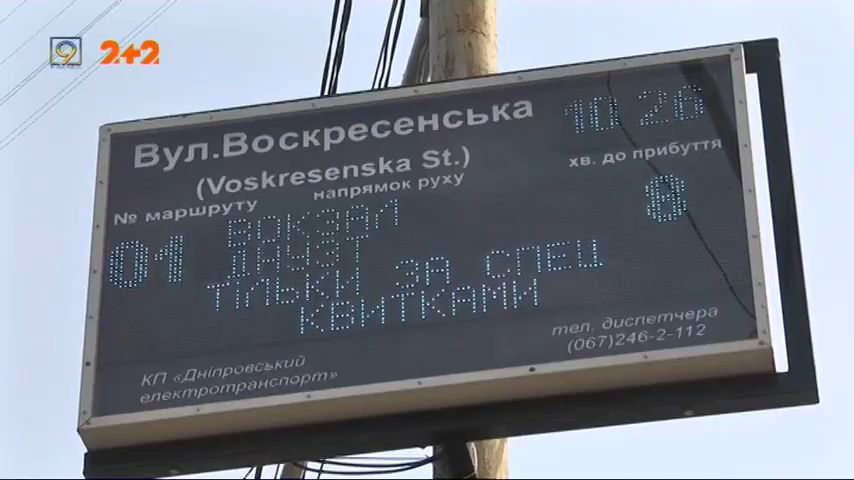 9 2+2
Вул.Воскресенська 10 26
(Voskresenska St.) хв. до прибуття
№ маршруту напрямок руху
01 ВОКЗАЛ 8
ДНУЗТ
ТІЛЬКИ ЗА СПЕЦ
КВИТКАМИ
КП «Дніпровський
електротранспорт»
тел. диспетчера
(067)246-2-112